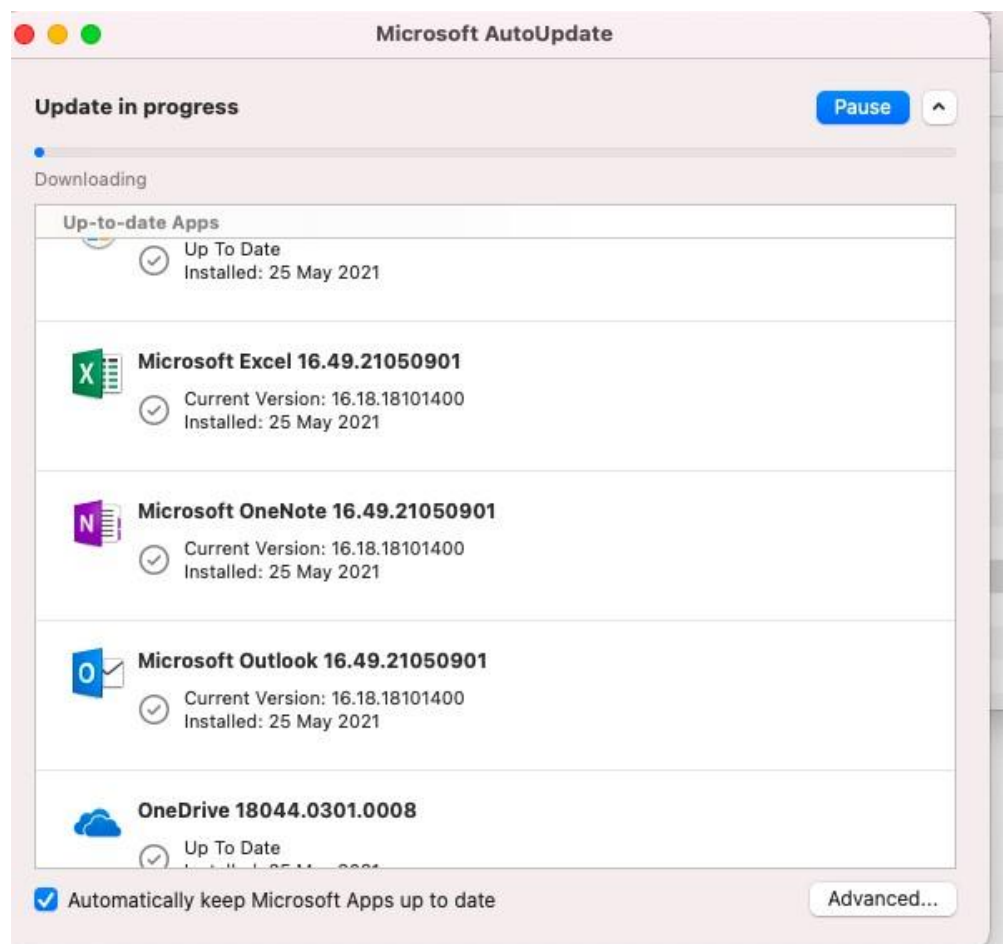 Microsoft AutoUpdate
Update in progress
Pause
Downloading
Up-to-date Apps
Up To Date
Installed: 25 May 2021
Microsoft Excel 16.49.21050901
Current Version: 16.18.18101400
Installed: 25 May 2021
Microsoft OneNote 16.49.21050901
Current Version: 16.18.18101400
Installed: 25 May 2021
Microsoft Outlook 16.49.21050901
Current Version: 16.18.18101400
Installed: 25 May 2021
OneDrive 18044.0301.0008
Up To Date
Automatically keep Microsoft Apps up to date
Advanced...